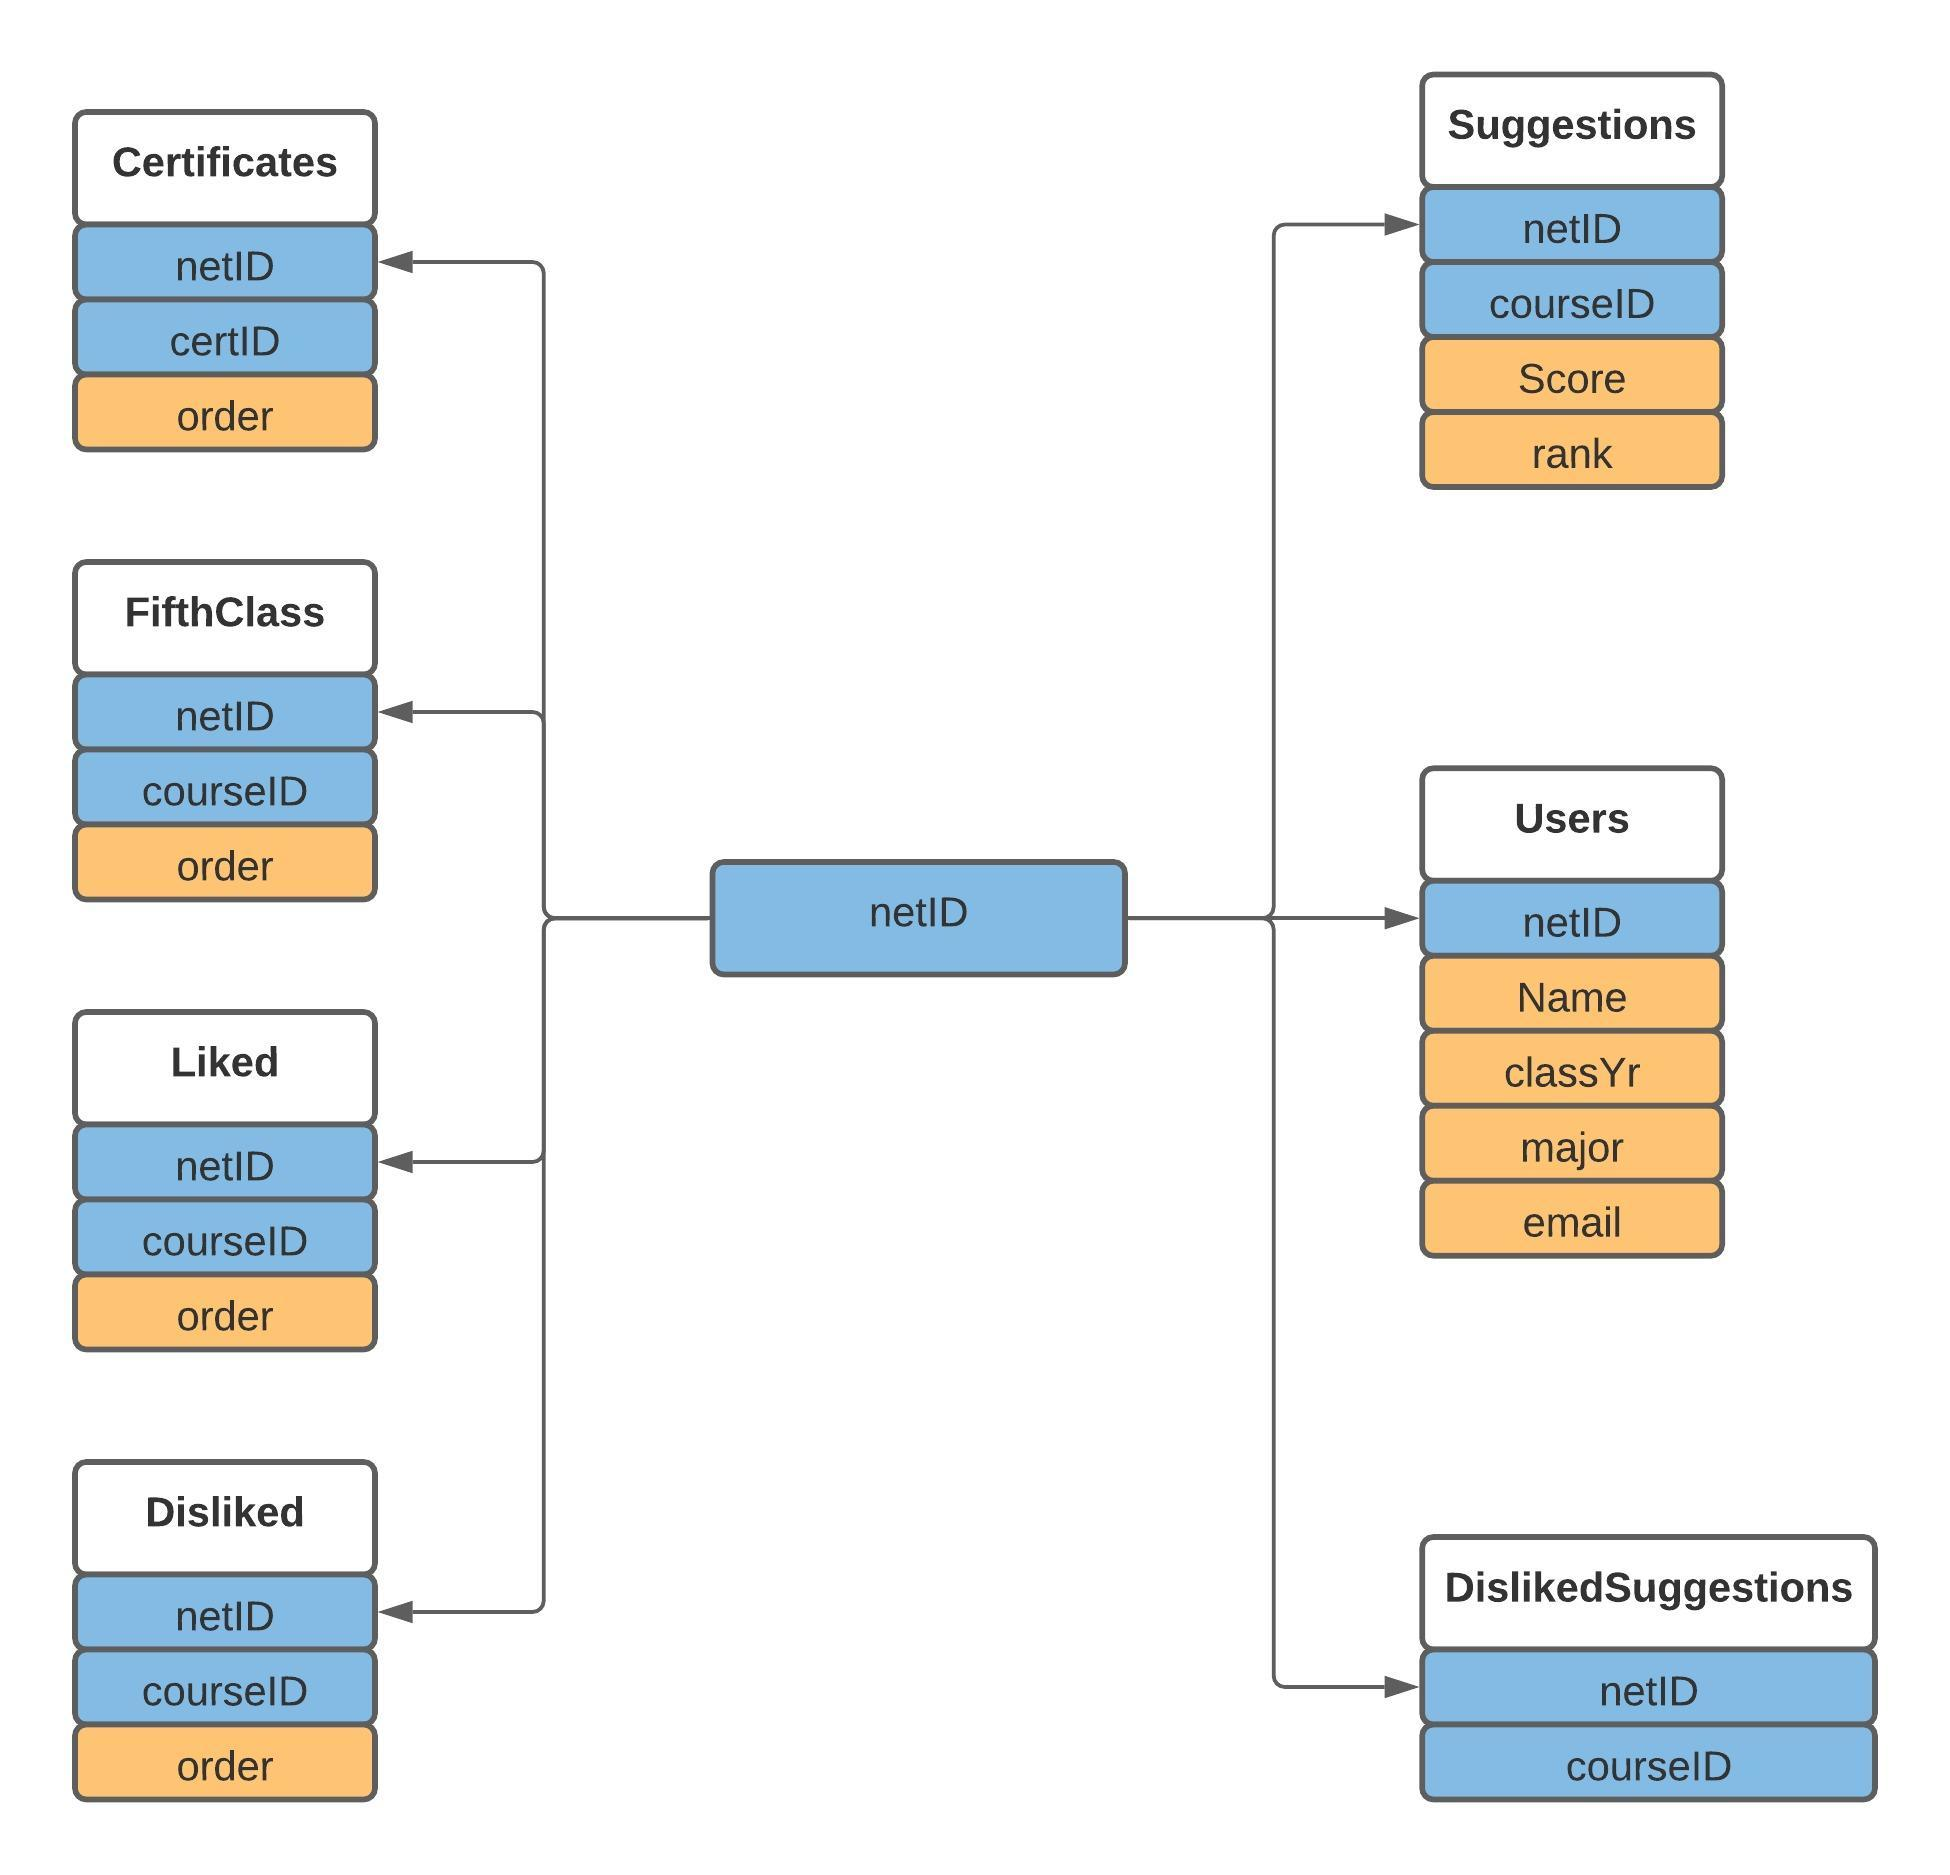 Certificates
netID
certID
order
FifthClass
netID
courseID
order
Liked
netID
courseID
order
Disliked
netID
courseID
order
netID
Suggestions
netID
courseID
Score
rank
Users
netID
Name
classYr
major
email
DislikedSuggestions
netID
courseID